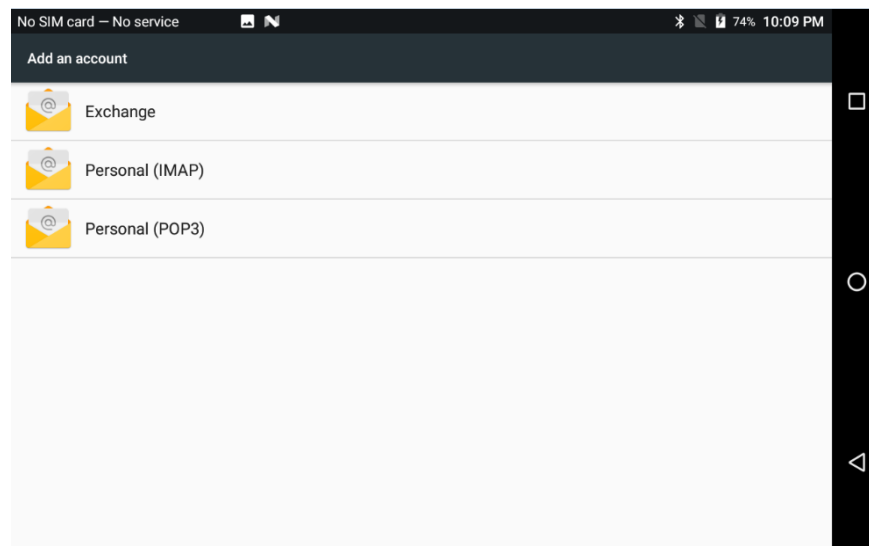 No SIM card — No service 74% 10:09 PM
Add an account
@ Exchange
@ Personal (IMAP)
@ Personal (POP3)